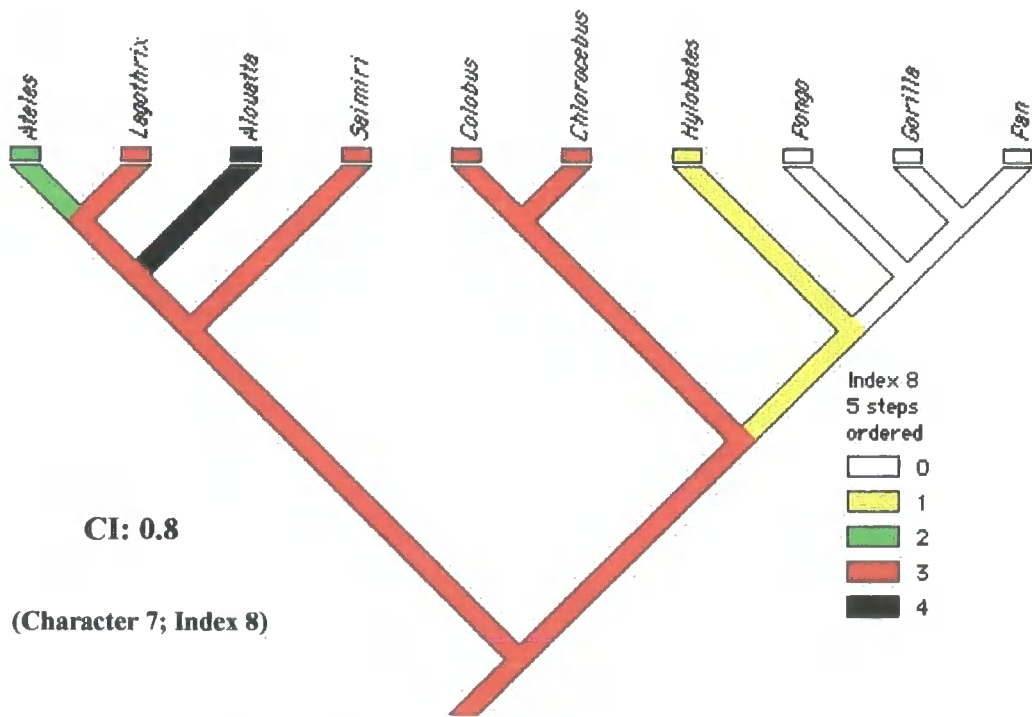 Ateles
Lagothrix
Alouatta
Saimiri
Colobus
Chlorocebus
Hylobates
Pongo
Gorilla
Pan
Index 8
5 steps
ordered
0
1
2
3
4
CI: 0.8
(Character 7; Index 8)